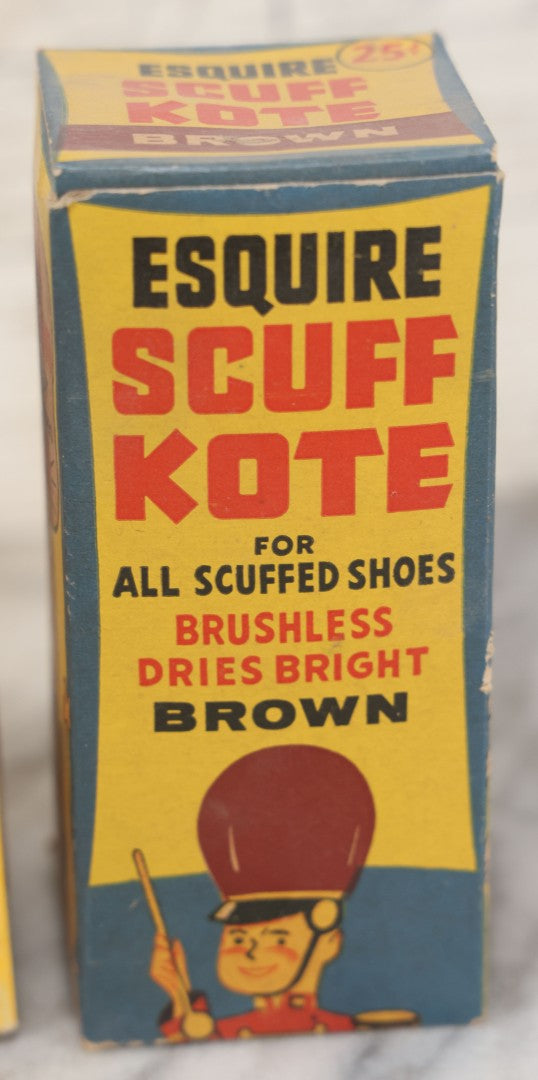 ESQUIRE 25¢
SCUFF
KOTE
BROWN
ESQUIRE
SCUFF
KOTE
FOR
ALL SCUFFED SHOES
BRUSHLESS
DRIES BRIGHT
BROWN